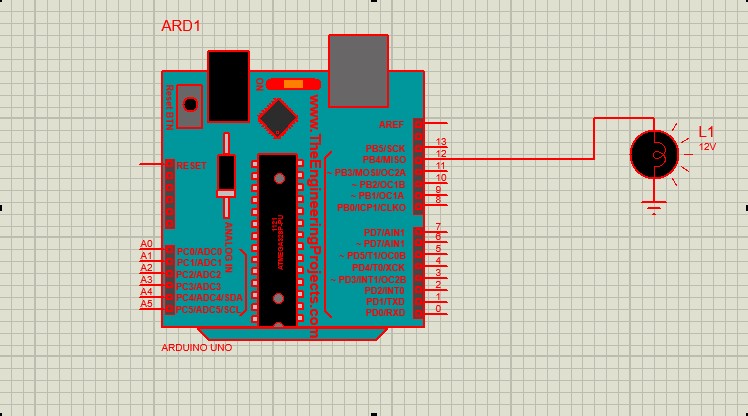 ARD1
Reset BTN
ON
www.TheEngineeringProjects.com
AREF
PB5/SCK 13
PB4/MISO 12
RESET
~ PB3/MOSI/OC2A 11
~ PB2/OC1B 10
~ PB1/OC1A 9
PB0/ICP1/CLKO 8
1121
ATMEGA328P-PU
ANALOG IN
A0 PC0/ADC0
A1 PC1/ADC1
A2 PC2/ADC2
A3 PC3/ADC3
A4 PC4/ADC4/SDA
A5 PC5/ADC5/SCL
PD7/AIN1 7
~ PD7/AIN1 6
~ PD5/T1/OC0B 5
PD4/T0/XCK 4
~ PD3/INT1/OC2B 3
PD2/INT0 2
PD1/TXD 1
PD0/RXD 0
ARDUINO UNO
L1
12V